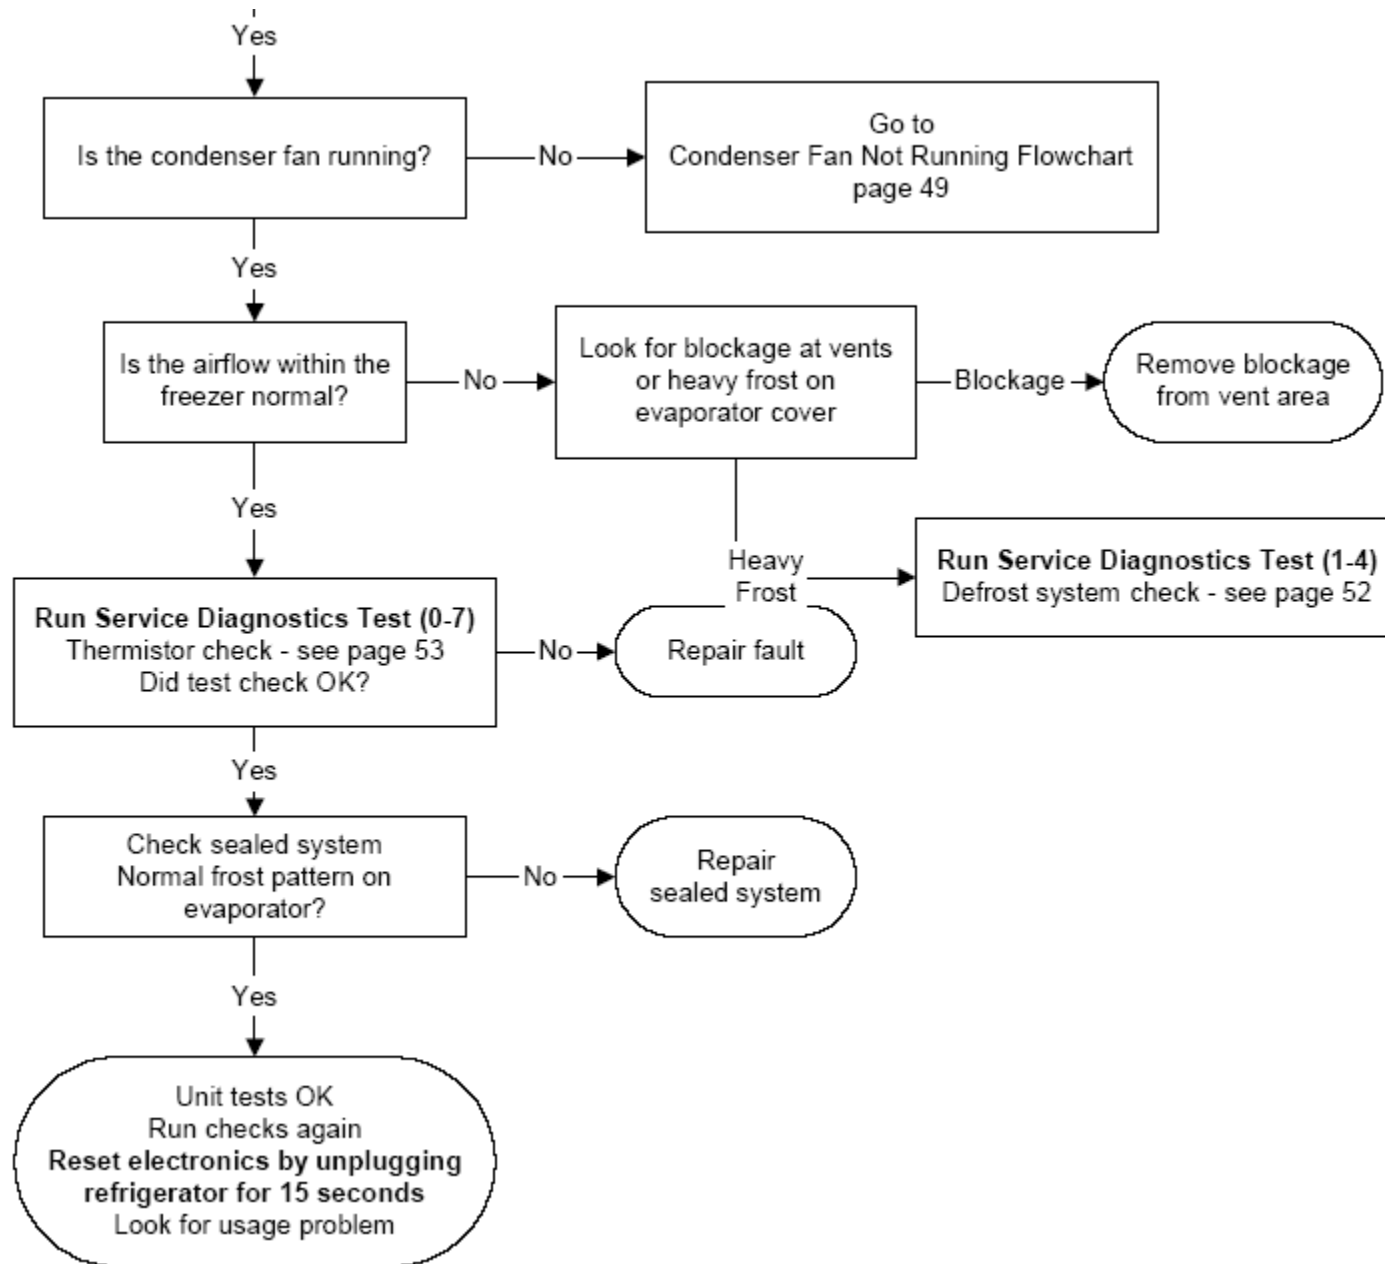 Yes
Is the condenser fan running?
No
Go to
Condenser Fan Not Running Flowchart
page 49
Yes
Is the airflow within the
freezer normal?
No
Look for blockage at vents
or heavy frost on
evaporator cover
Blockage
Remove blockage
from vent area
Yes
Heavy
Frost
Run Service Diagnostics Test (1-4)
Defrost system check - see page 52
Run Service Diagnostics Test (0-7)
Thermistor check - see page 53
Did test check OK?
No
Repair fault
Yes
Check sealed system
Normal frost pattern on
evaporator?
No
Repair
sealed system
Yes
Unit tests OK
Run checks again
Reset electronics by unplugging
refrigerator for 15 seconds
Look for usage problem